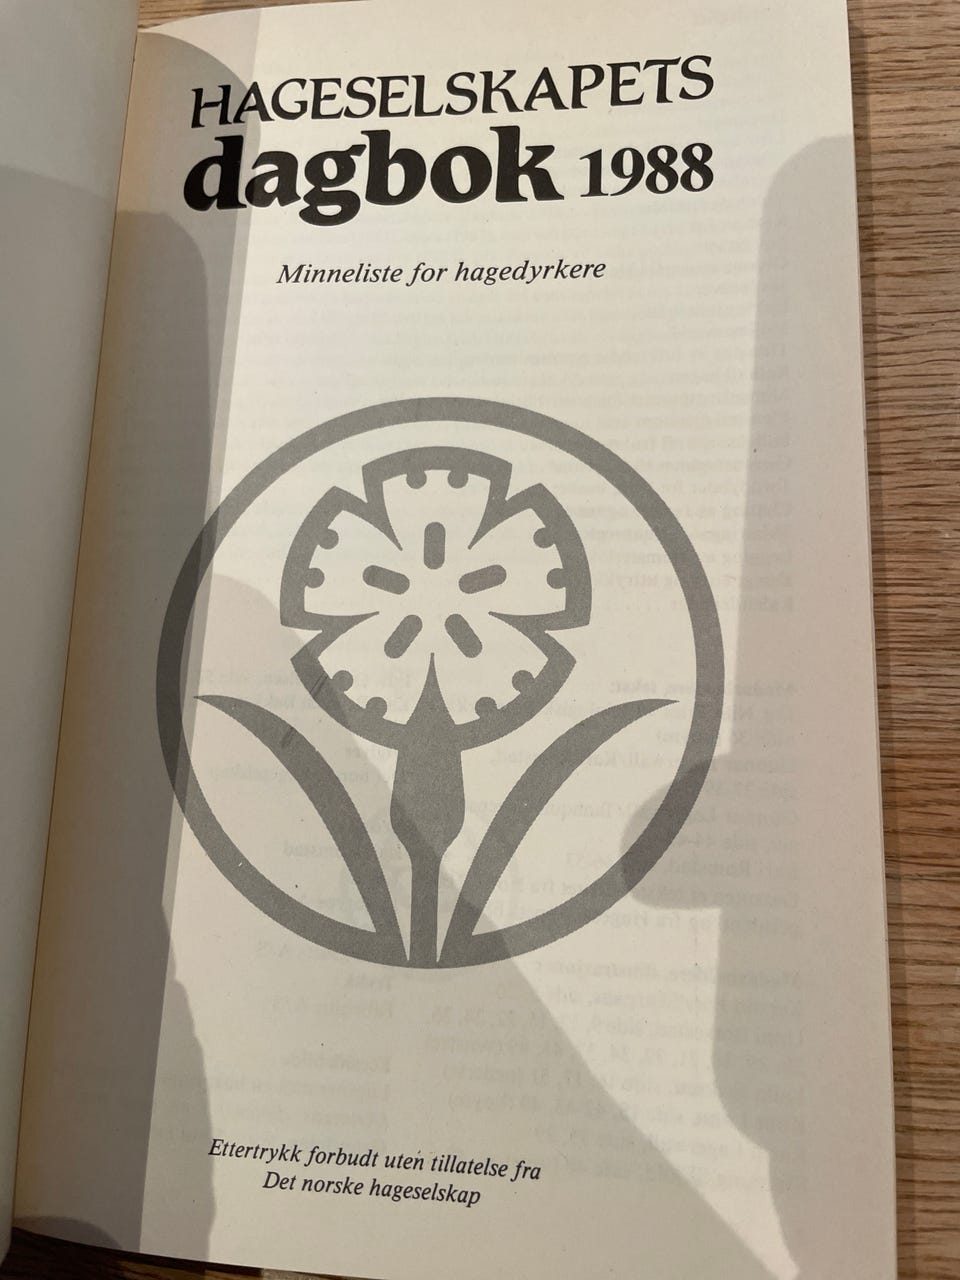 HAGESELSKAPETS
dagbok 1988
Minneliste for hagedyrkere
Ettertrykk forbudt uten tillatelse fra
Det norske hageselskap